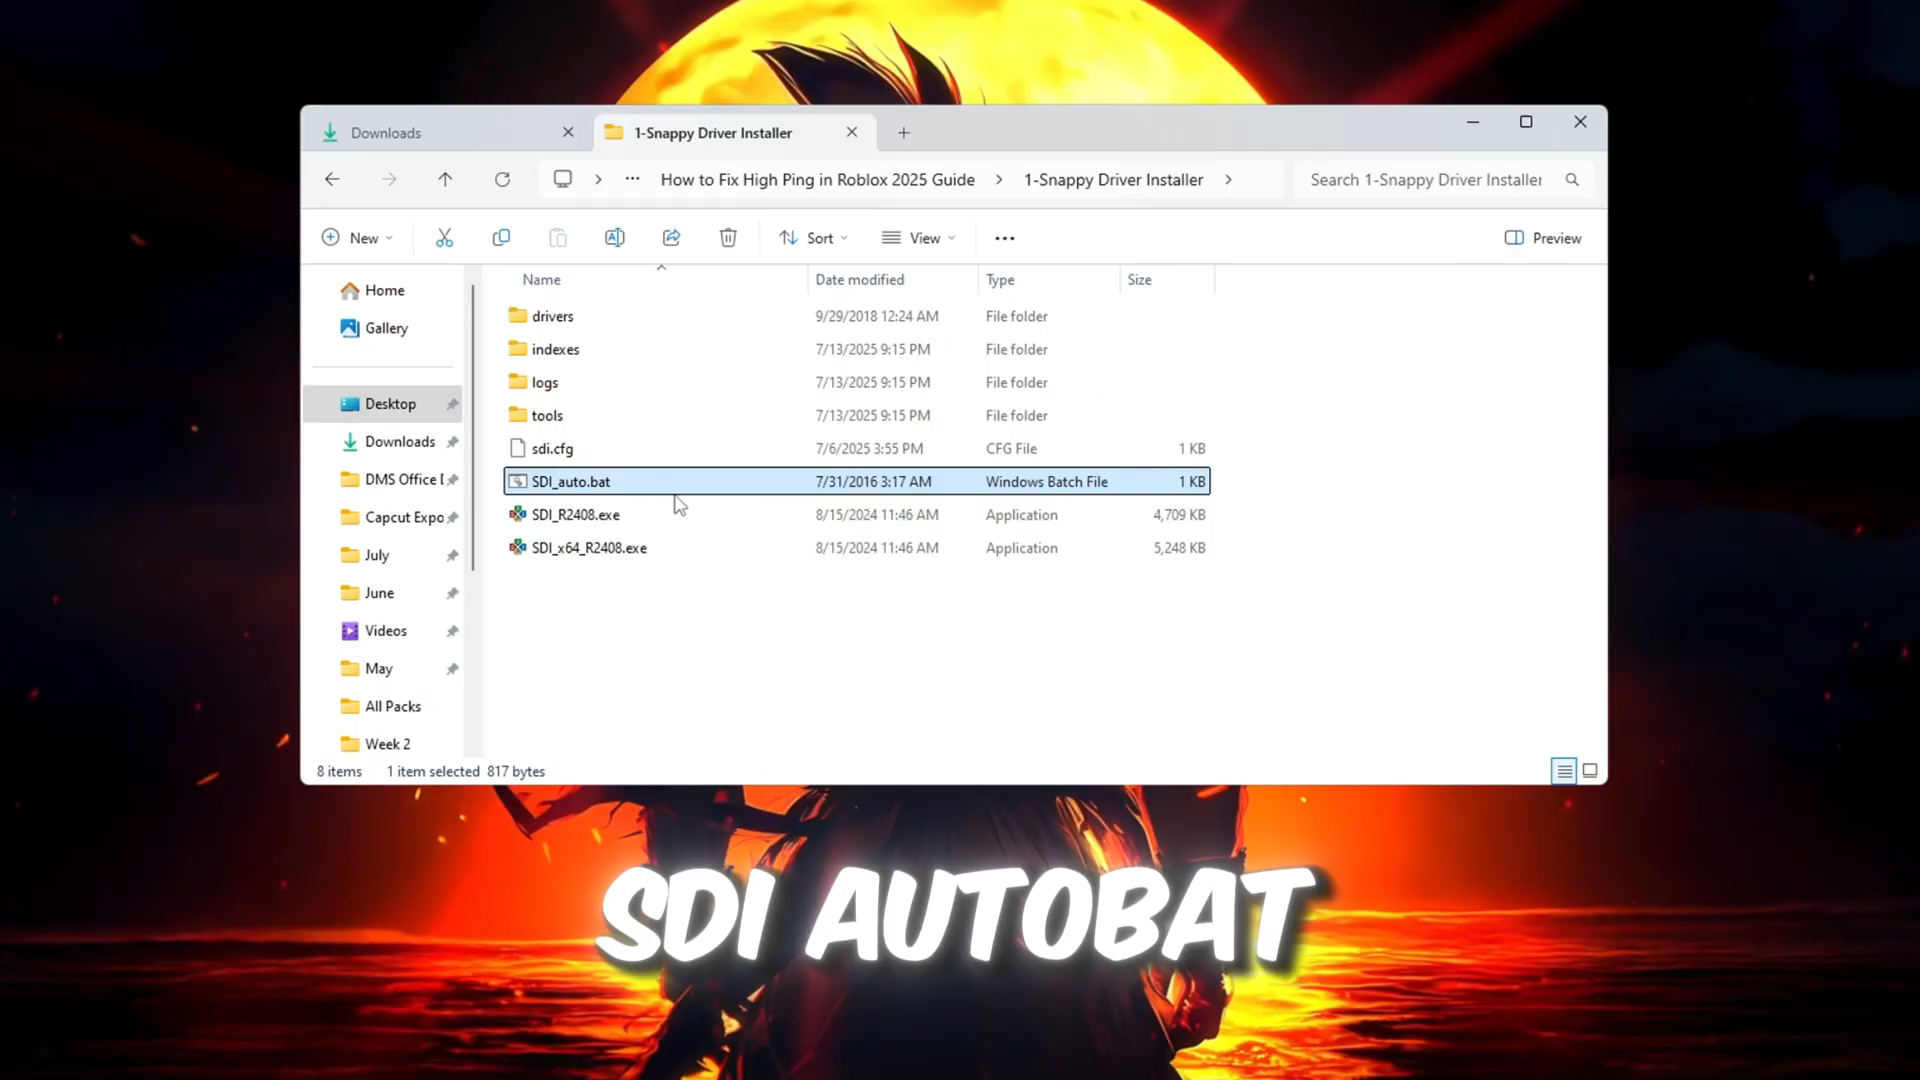 Downloads
1-Snappy Driver Installer
How to Fix High Ping in Roblox 2025 Guide
1-Snappy Driver Installer
Search 1-Snappy Driver Installer
New
Sort
View
Preview
Name
Date modified
Type
Size
drivers 9/29/2018 12:24 AM File folder
indexes 7/13/2025 9:15 PM File folder
logs 7/13/2025 9:15 PM File folder
tools 7/13/2025 9:15 PM File folder
sdi.cfg 7/6/2025 3:55 PM CFG File 1 KB
SDI_auto.bat 7/31/2016 3:17 AM Windows Batch File 1 KB
SDI_R2408.exe 8/15/2024 11:46 AM Application 4,709 KB
SDI_x64_R2408.exe 8/15/2024 11:46 AM Application 5,248 KB
Home
Gallery
Desktop
Downloads
DMS Office
Capcut Expo
July
June
Videos
May
All Packs
Week 2
8 items 1 item selected 817 bytes
SDI AUTOBAT